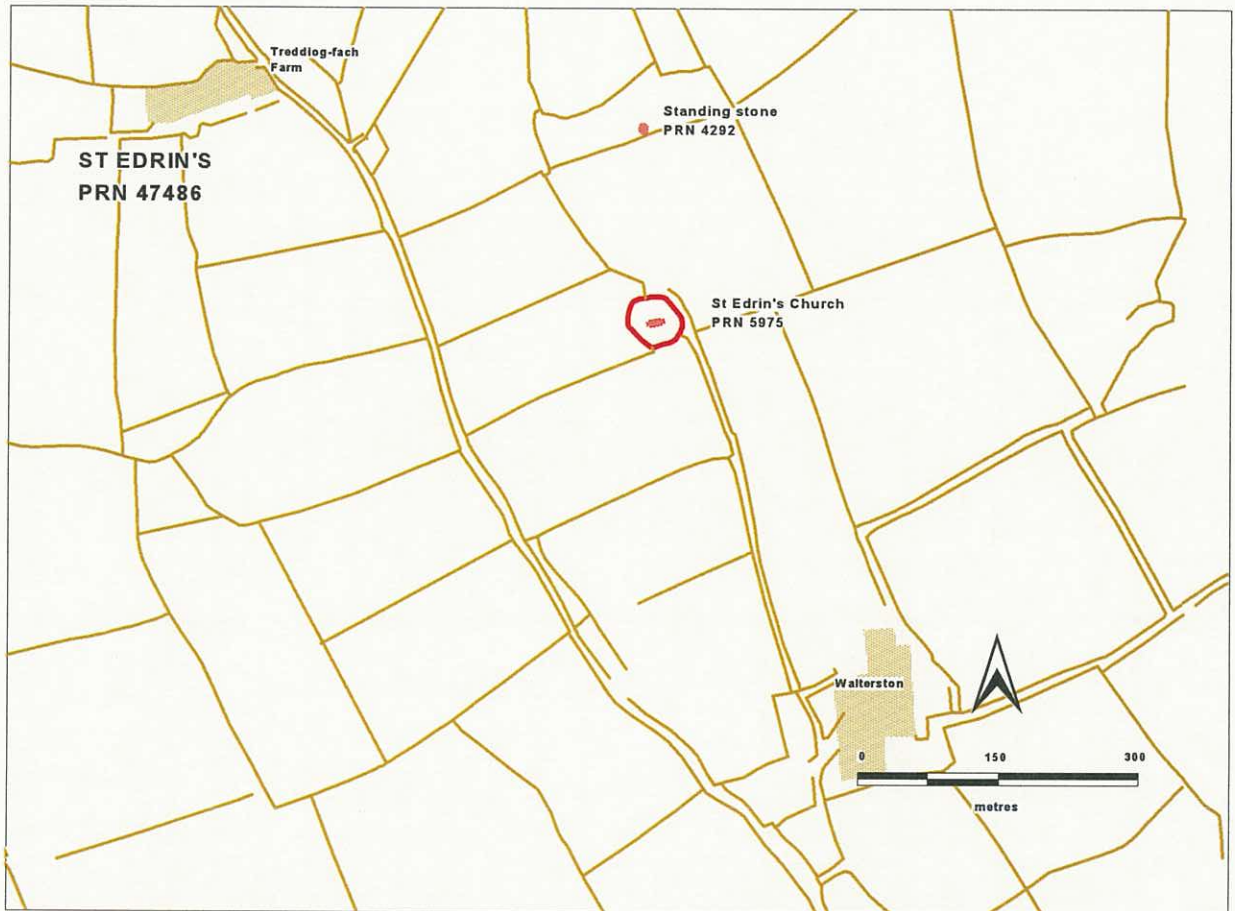 Treddiog-fach
Farm
Standing stone
PRN 4292
ST EDRIN'S
PRN 47486
St Edrin's Church
PRN 5975
Walterston
0 150 300
metres